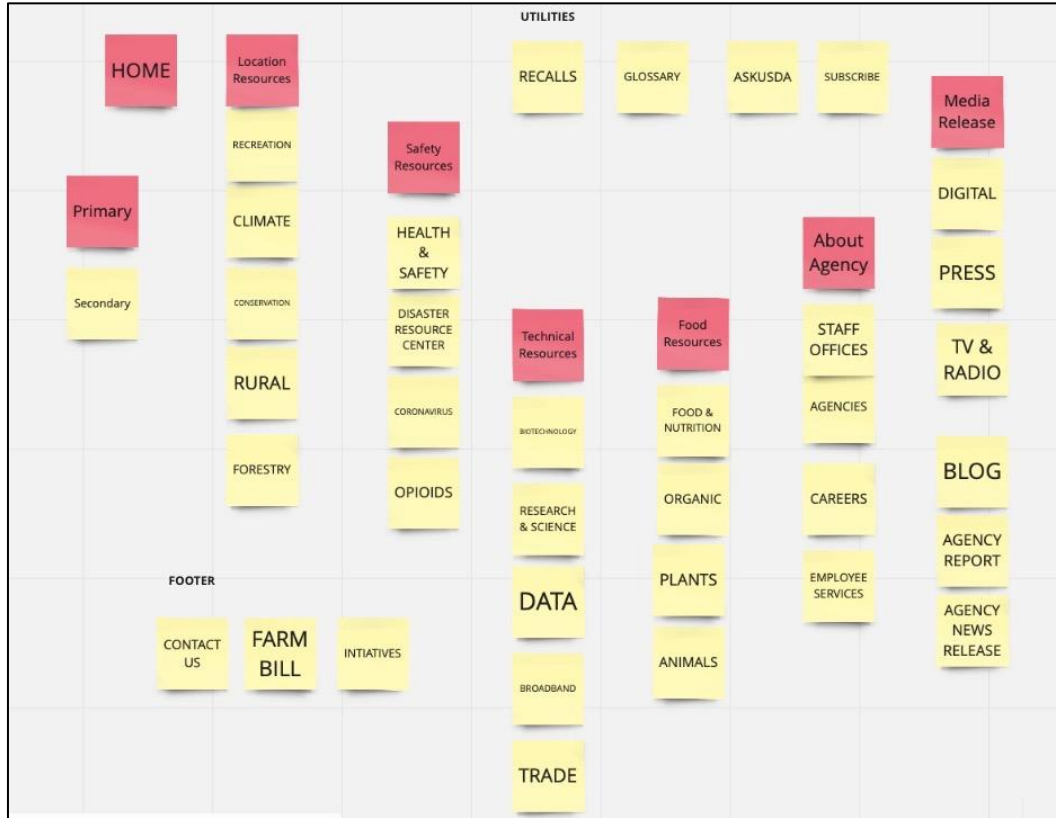 UTILITIES
HOME
Location
Resources
RECREATION
CLIMATE
CONSERVATION
RURAL
FORESTRY
Primary
Secondary
Safety
Resources
HEALTH
&
SAFETY
DISASTER
RESOURCE
CENTER
CORONAVIRUS
OPIOIDS
RECALLS
GLOSSARY
ASKUSDA
SUBSCRIBE
Technical
Resources
BIOTECHNOLOGY
RESEARCH
& SCIENCE
DATA
BROADBAND
TRADE
Food
Resources
FOOD &
NUTRITION
ORGANIC
PLANTS
ANIMALS
About
Agency
STAFF
OFFICES
AGENCIES
CAREERS
EMPLOYEE
SERVICES
Media
Release
DIGITAL
PRESS
TV &
RADIO
BLOG
AGENCY
REPORT
AGENCY
NEWS
RELEASE
FOOTER
CONTACT
US
FARM
BILL
INTIATIVES